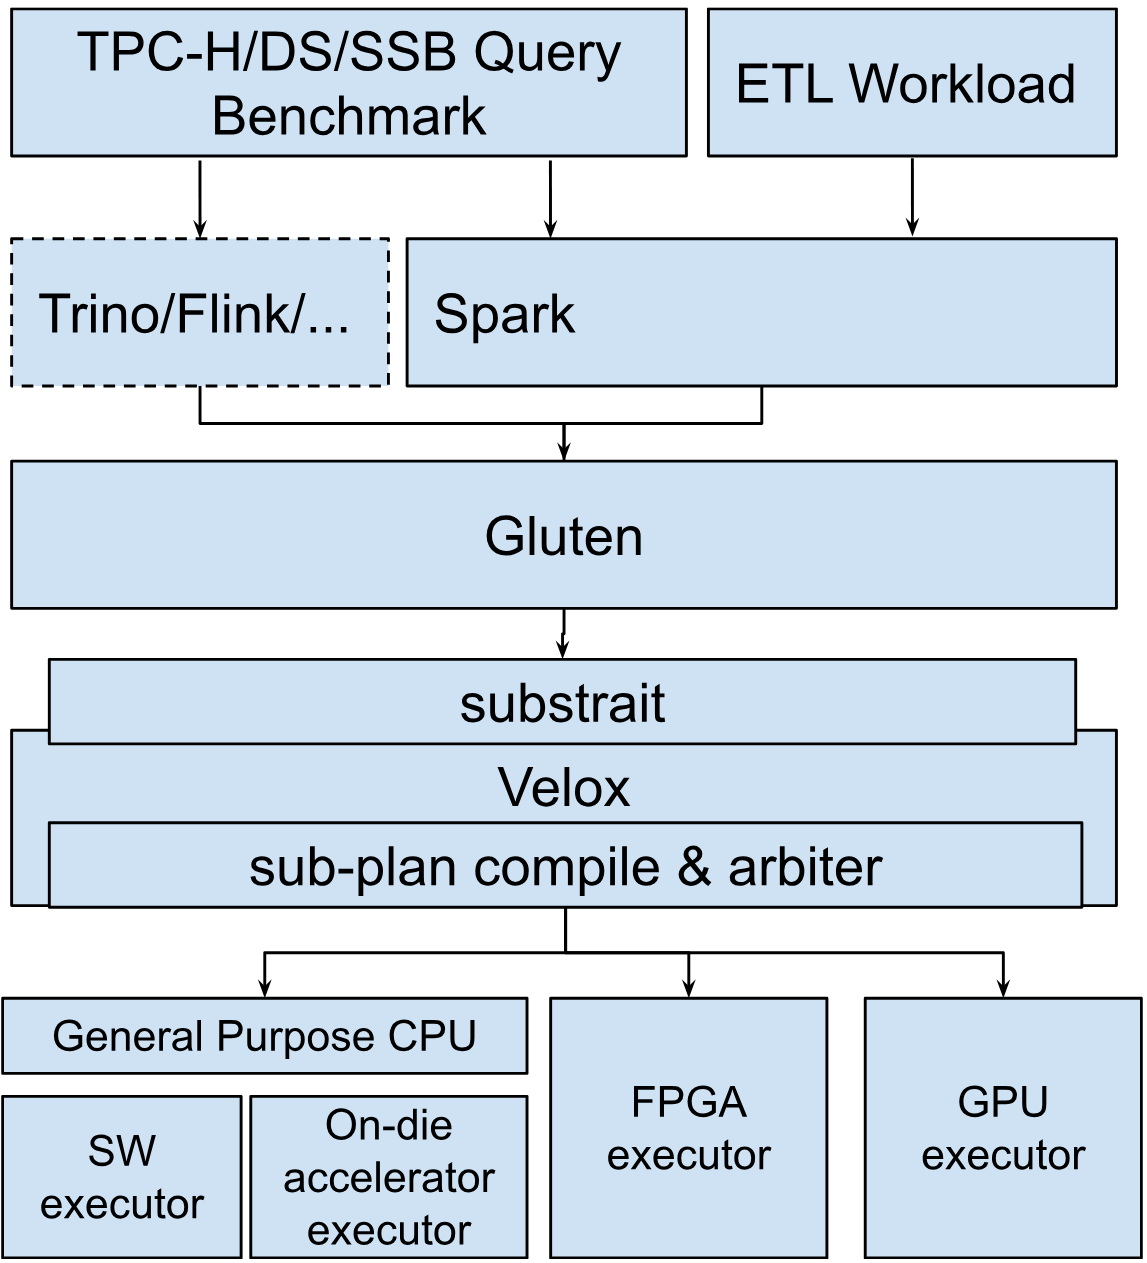 TPC-H/DS/SSB Query
Benchmark
ETL Workload
Trino/Flink/...
Spark
Gluten
substrait
Velox
sub-plan compile & arbiter
General Purpose CPU
SW
executor
On-die
accelerator
executor
FPGA
executor
GPU
executor